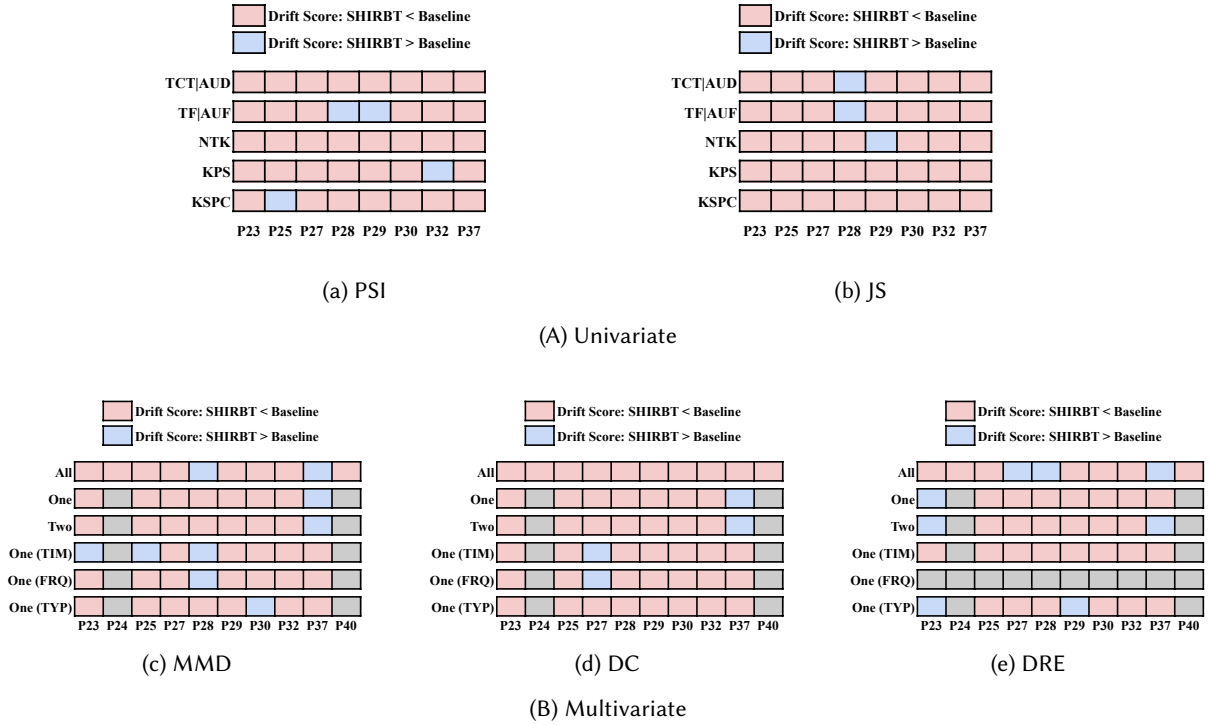 Drift Score: SHIRBT < Baseline
Drift Score: SHIRBT > Baseline
TCT|AUD
TF|AUF
NTK
KPS
KSPC
P23 P25 P27 P28 P29 P30 P32 P37
(a) PSI
Drift Score: SHIRBT < Baseline
Drift Score: SHIRBT > Baseline
TCT|AUD
TF|AUF
NTK
KPS
KSPC
P23 P25 P27 P28 P29 P30 P32 P37
(b) JS
(A) Univariate
Drift Score: SHIRBT < Baseline
Drift Score: SHIRBT > Baseline
All
One
Two
One (TIM)
One (FRQ)
One (TYP)
P23 P24 P25 P27 P28 P29 P30 P32 P37 P40
(c) MMD
Drift Score: SHIRBT < Baseline
Drift Score: SHIRBT > Baseline
All
One
Two
One (TIM)
One (FRQ)
One (TYP)
P23 P24 P25 P27 P28 P29 P30 P32 P37 P40
(d) DC
Drift Score: SHIRBT < Baseline
Drift Score: SHIRBT > Baseline
All
One
Two
One (TIM)
One (FRQ)
One (TYP)
P23 P24 P25 P27 P28 P29 P30 P32 P37 P40
(e) DRE
(B) Multivariate